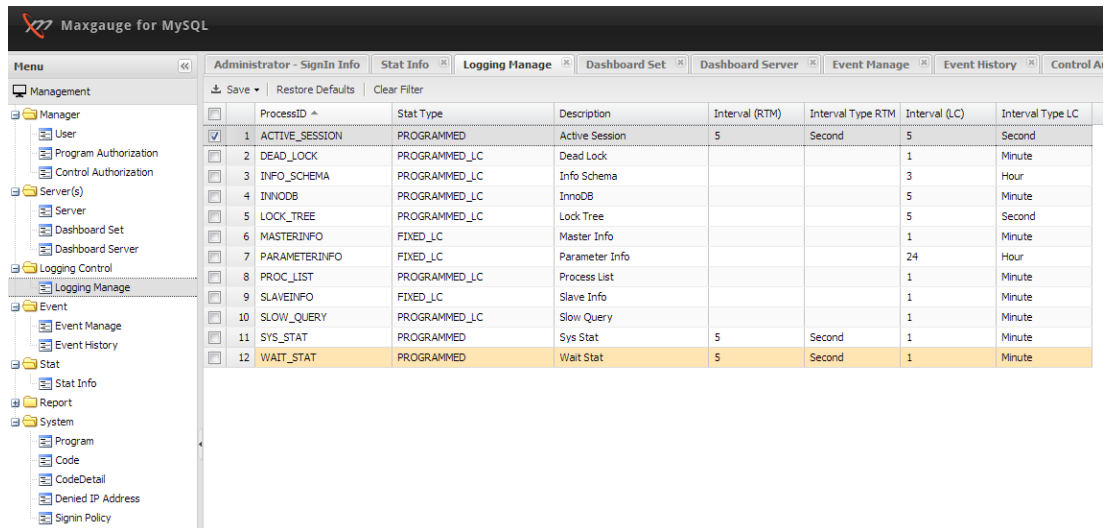 Maxgauge for MySQL
Menu
Management
Manager
User
Program Authorization
Control Authorization
Server(s)
Server
Dashboard Set
Dashboard Server
Logging Control
Logging Manage
Event
Event Manage
Event History
Stat
Stat Info
Report
System
Program
Code
CodeDetail
Denied IP Address
Signin Policy
Administrator - SignIn Info Stat Info Logging Manage Dashboard Set Dashboard Server Event Manage Event History Control
Save Restore Defaults Clear Filter
ProcessID Stat Type Description Interval (RTM) Interval Type RTM Interval (LC) Interval Type LC
1 ACTIVE_SESSION PROGRAMMED Active Session 5 Second 5 Second
2 DEAD_LOCK PROGRAMMED_LC Dead Lock 1 Minute
3 INFO_SCHEMA PROGRAMMED_LC Info Schema 3 Hour
4 INNODB PROGRAMMED_LC InnoDB 5 Minute
5 LOCK_TREE PROGRAMMED_LC Lock Tree 5 Second
6 MASTERINFO FIXED_LC Master Info 1 Minute
7 PARAMETERINFO FIXED_LC Parameter Info 24 Hour
8 PROC_LIST PROGRAMMED_LC Process List 1 Minute
9 SLAVEINFO FIXED_LC Slave Info 1 Minute
10 SLOW_QUERY PROGRAMMED_LC Slow Query 1 Minute
11 SYS_STAT PROGRAMMED Sys Stat 5 Second 1 Minute
12 WAIT_STAT PROGRAMMED Wait Stat 5 Second 1 Minute